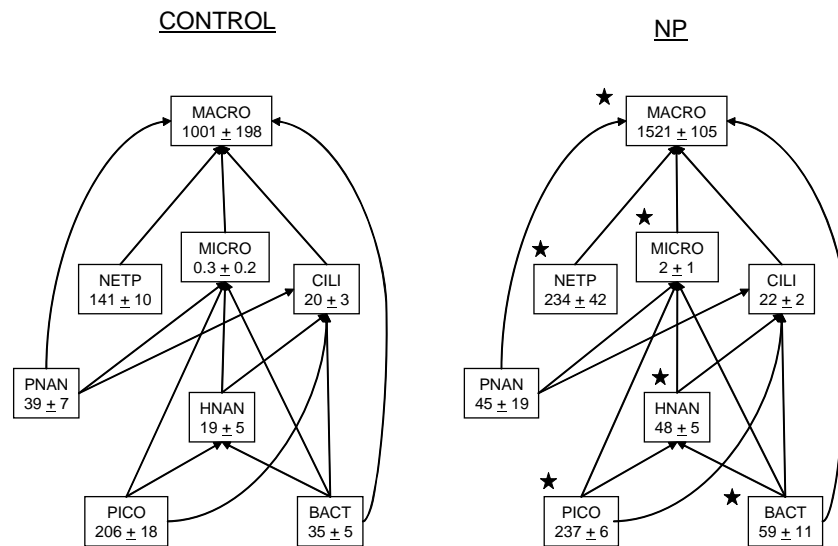 CONTROL
MACRO
1001 ± 198
MICRO
0.3 ± 0.2
NETP
141 ± 10
CILI
20 ± 3
PNAN
39 ± 7
HNAN
19 ± 5
PICO
206 ± 18
BACT
35 ± 5
NP
MACRO
1521 ± 105
MICRO
2 ± 1
NETP
234 ± 42
CILI
22 ± 2
PNAN
45 ± 19
HNAN
48 ± 5
PICO
237 ± 6
BACT
59 ± 11